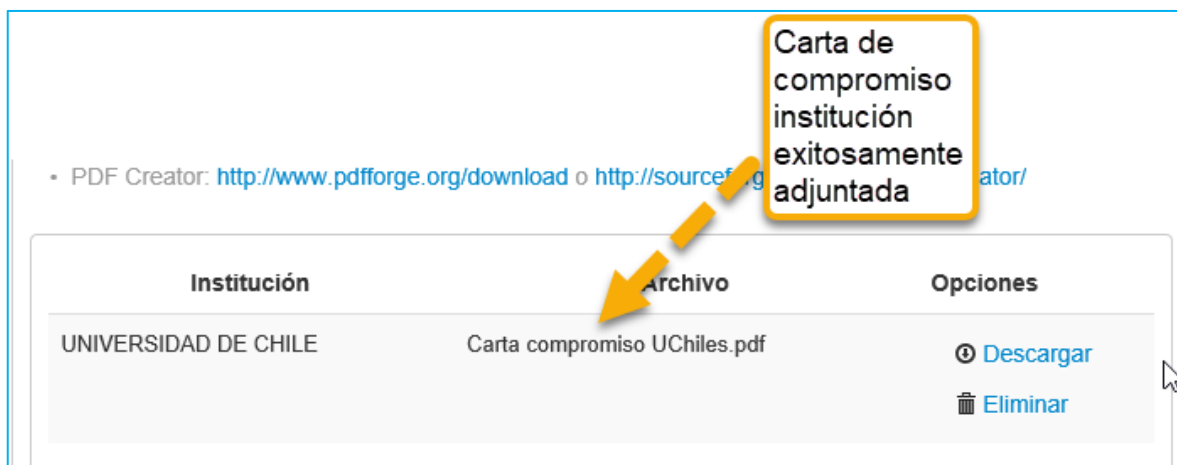 Carta de
compromiso
institución
exitosamente
adjuntada
• PDF Creator: http://www.pdfforge.org/download o http://sourceforg ator/
Institución Archivo Opciones
UNIVERSIDAD DE CHILE Carta compromiso UChiles.pdf Descargar
Eliminar